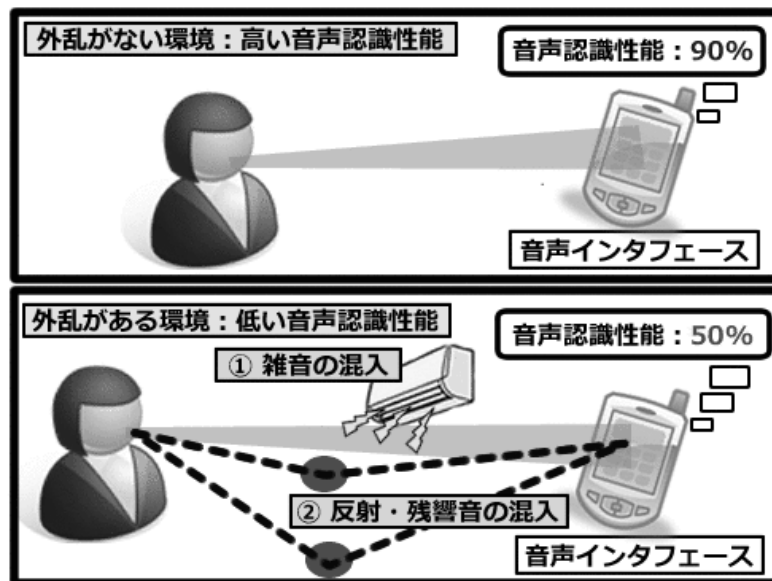 外乱がない環境：高い音声認識性能
音声認識性能：90%
音声インタフェース
外乱がある環境：低い音声認識性能
音声認識性能：50%
① 雑音の混入
② 反射・残響音の混入
音声インタフェース